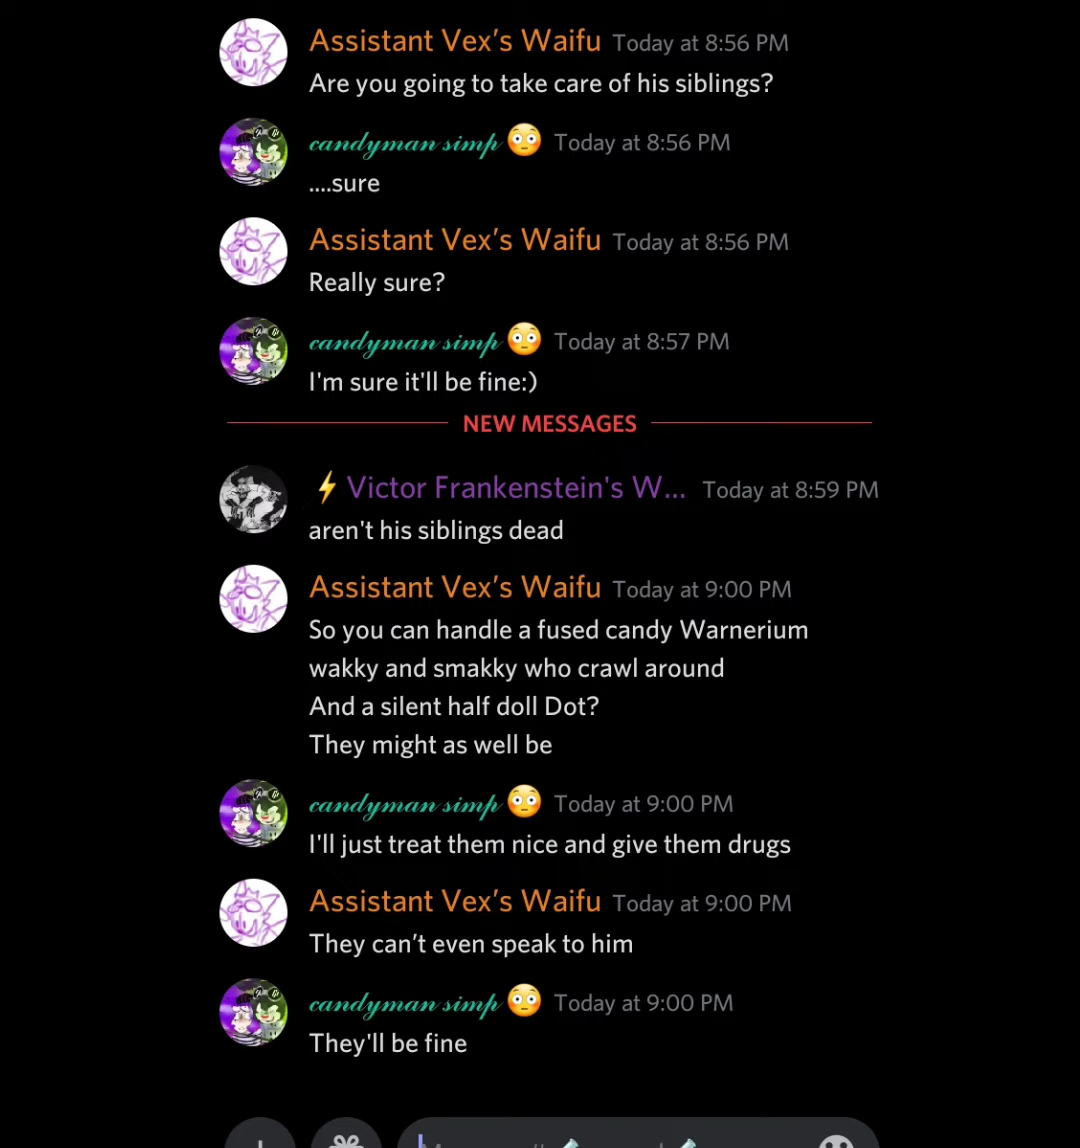 Assistant Vex’s Waifu Today at 8:56 PM
Are you going to take care of his siblings?
candyman simp 😳 Today at 8:56 PM
....sure
Assistant Vex’s Waifu Today at 8:56 PM
Really sure?
candyman simp 😳 Today at 8:57 PM
I'm sure it'll be fine:)
NEW MESSAGES
⚡ Victor Frankenstein's W... Today at 8:59 PM
aren't his siblings dead
Assistant Vex’s Waifu Today at 9:00 PM
So you can handle a fused candy Warnerium
wakky and smakky who crawl around
And a silent half doll Dot?
They might as well be
candyman simp 😳 Today at 9:00 PM
I'll just treat them nice and give them drugs
Assistant Vex’s Waifu Today at 9:00 PM
They can’t even speak to him
candyman simp 😳 Today at 9:00 PM
They'll be fine